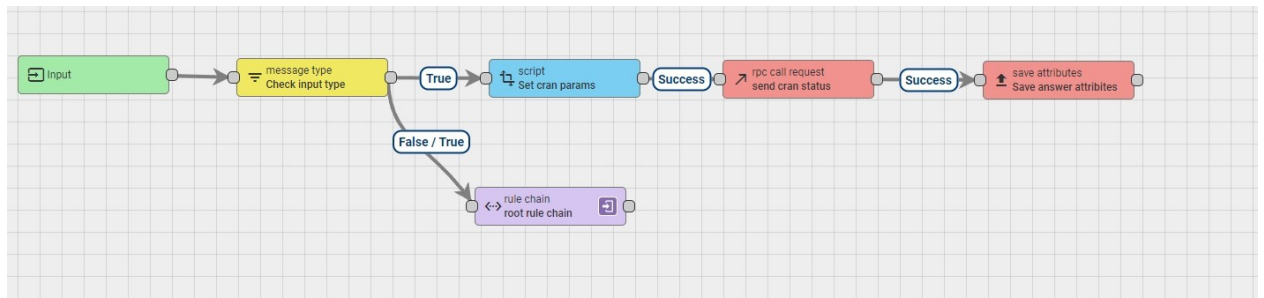 Input
message type
Check input type
True
script
Set cran params
Success
rpc call request
send cran status
Success
save attributes
Save answer attribites
False / True
rule chain
root rule chain